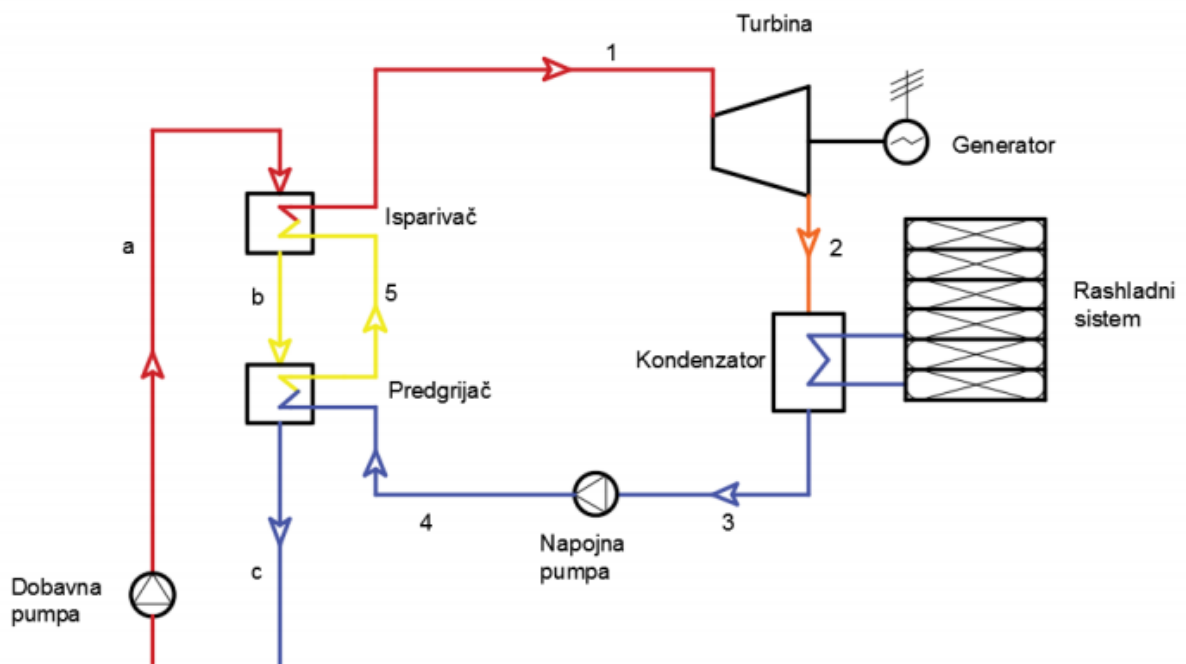 Turbina
1
Generator
Isparivač
a
2
b
5
Rashladni
sistem
Kondenzator
Predgrijač
4
3
Napojna
pumpa
c
Dobavna
pumpa